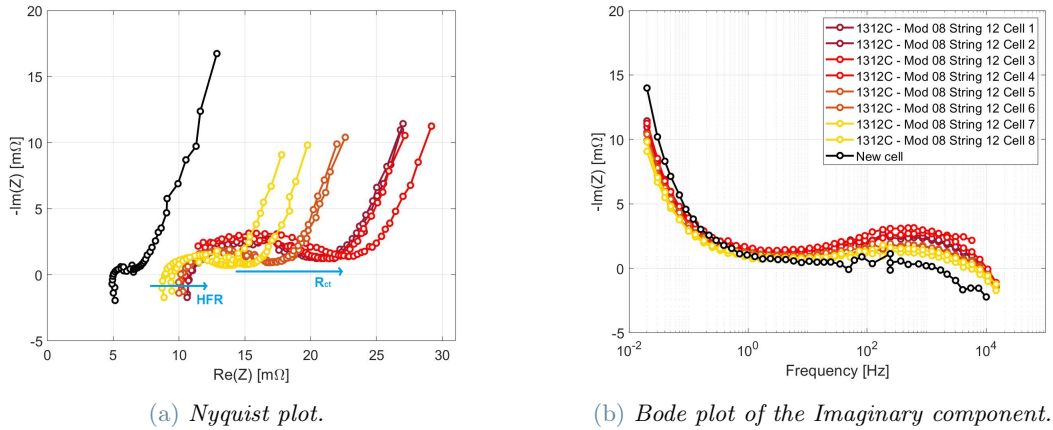 20
15
10
5
0
-5
-Im(Z) [mΩ]
HFR
Rct
0 5 10 15 20 25 30
Re(Z) [mΩ]
(a) Nyquist plot.
20
15
10
5
0
-5
-Im(Z) [mΩ]
1312C - Mod 08 String 12 Cell 1
1312C - Mod 08 String 12 Cell 2
1312C - Mod 08 String 12 Cell 3
1312C - Mod 08 String 12 Cell 4
1312C - Mod 08 String 12 Cell 5
1312C - Mod 08 String 12 Cell 6
1312C - Mod 08 String 12 Cell 7
1312C - Mod 08 String 12 Cell 8
New cell
10-2 100 102 104
Frequency [Hz]
(b) Bode plot of the Imaginary component.